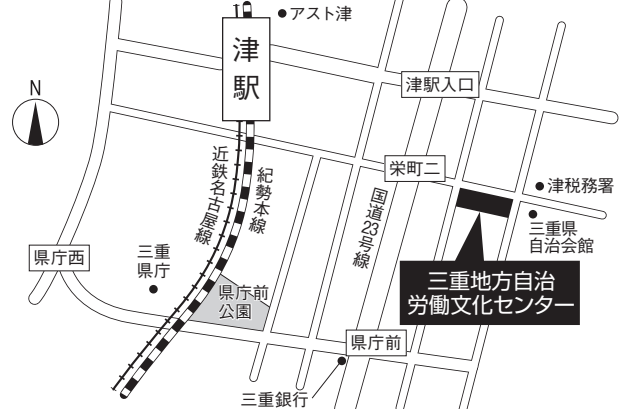 アスト津
津駅
津駅入口
N
栄町二
津税務署
近鉄名古屋線
紀勢本線
国道23号線
三重県
自治会館
県庁西
三重
県庁
県庁前
公園
三重地方自治
労働文化センター
県庁前
三重銀行